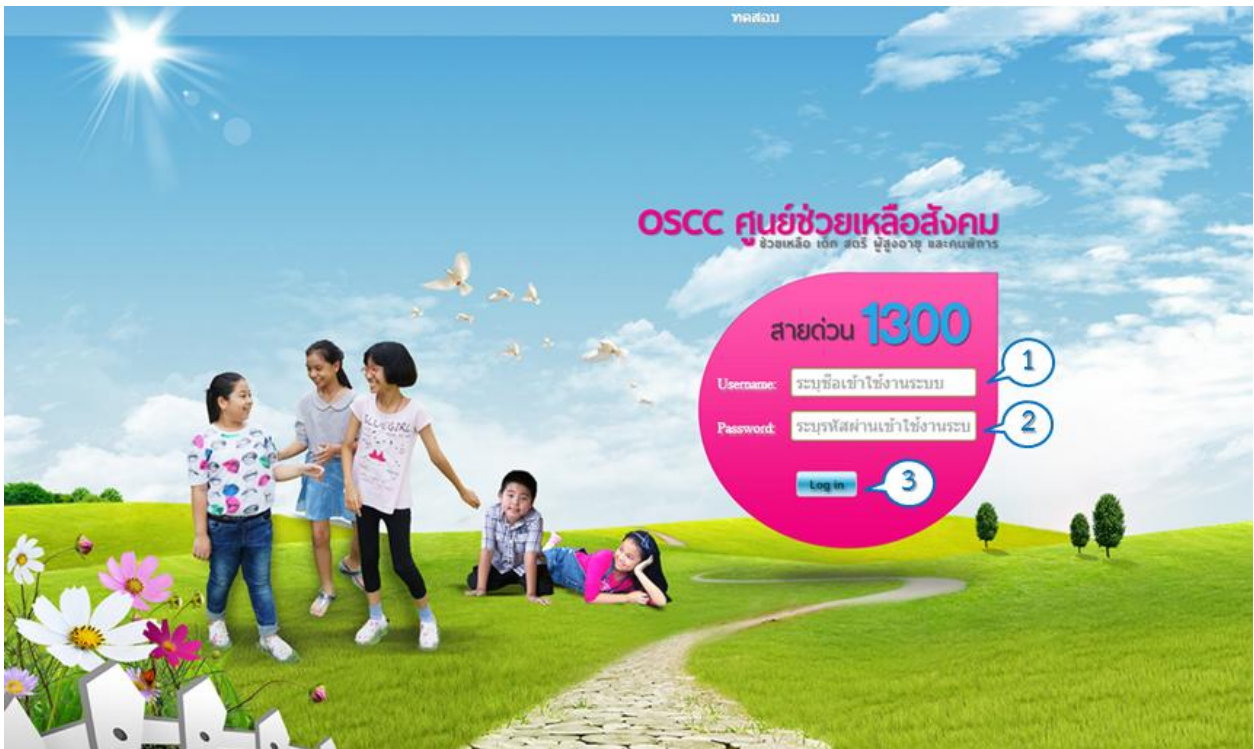 ทดสอบ
OSCC ศูนย์ช่วยเหลือสังคม
ช่วยเหลือ เด็ก สตรี ผู้สูงอายุ และคนพิการ
สายด่วน 1300
Username: ระบุชื่อเข้าใช้งานระบบ 1
Password: ระบุรหัสผ่านเข้าใช้งานระบ 2
Log in 3